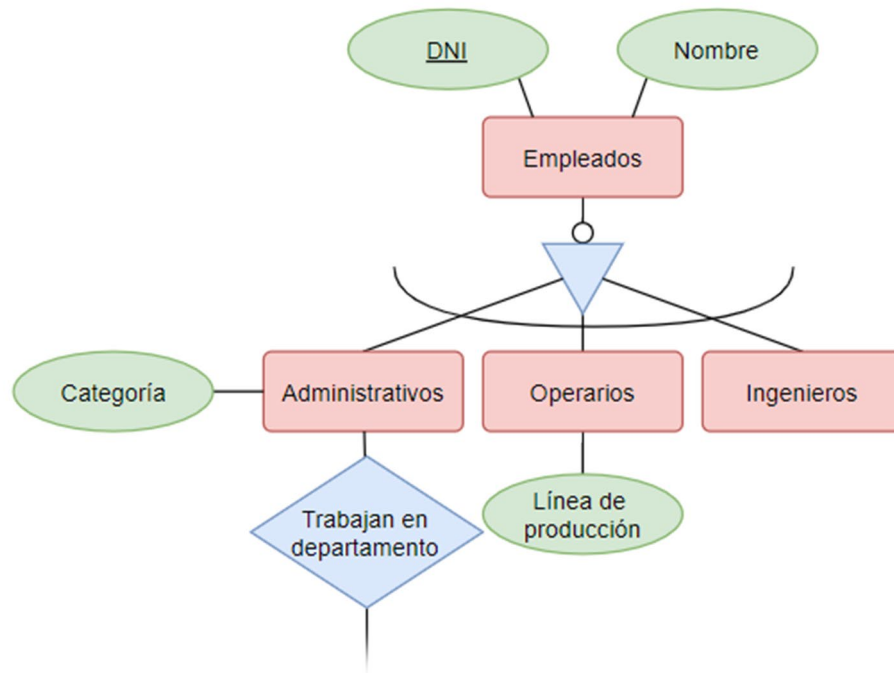 DNI
Nombre
Empleados
Categoría
Administrativos
Operarios
Ingenieros
Trabajan en
departamento
Línea de
producción